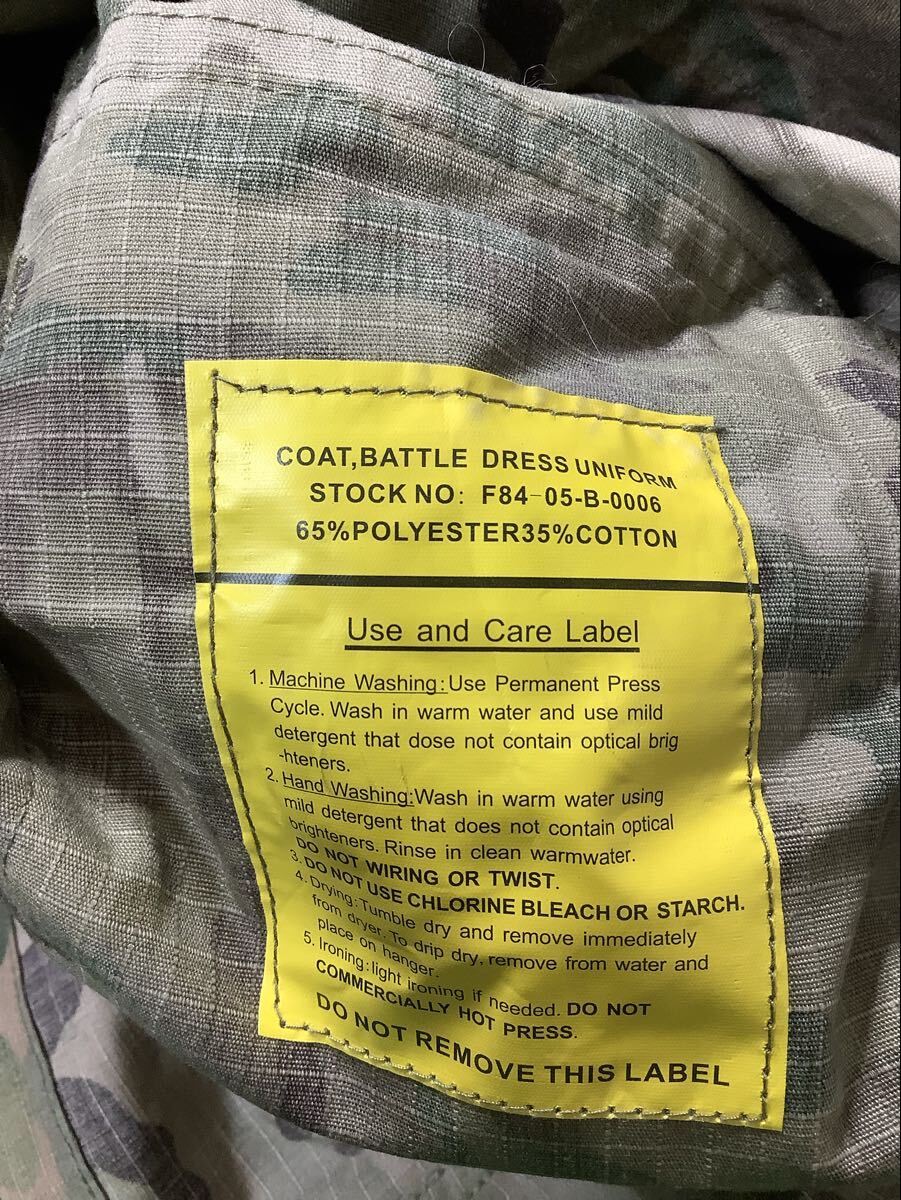 COAT,BATTLE DRESS UNIFORM
STOCK NO: F84-05-B-0006
65%POLYESTER35%COTTON
Use and Care Label
1. Machine Washing:Use Permanent Press
Cycle. Wash in warm water and use mild
detergent that dose not contain optical brig
-hteners.
2. Hand Washing:Wash in warm water using
mild detergent that does not contain optical
brighteners. Rinse in clean warmwater.
DO NOT WIRING OR TWIST.
3. DO NOT USE CHLORINE BLEACH OR STARCH.
4. Drying:Tumble dry and remove immediately
from dryer. To drip dry, remove from water and
place on hanger.
5. Ironing:light ironing if needed. DO NOT
COMMERCIALLY HOT PRESS.
DO NOT REMOVE THIS LABEL